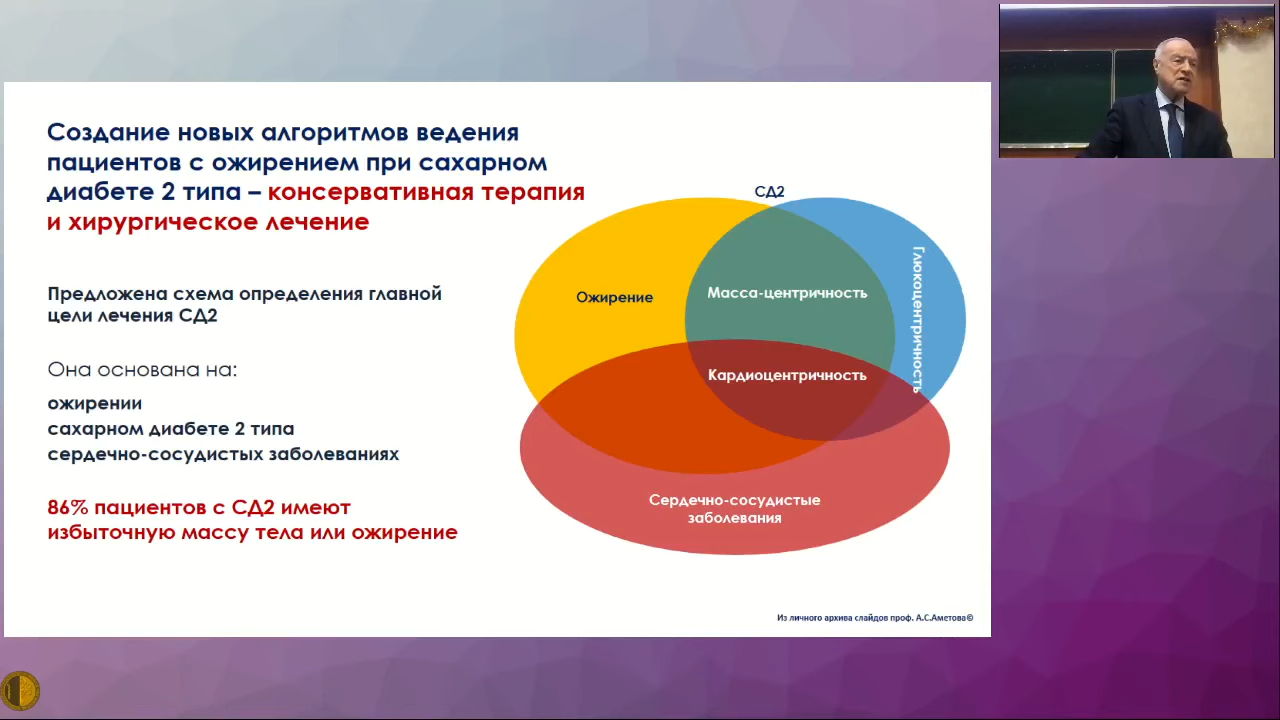 Создание новых алгоритмов ведения
пациентов с ожирением при сахарном
диабете 2 типа – консервативная терапия
и хирургическое лечение
Предложена схема определения главной
цели лечения СД2
Она основана на:
ожирении
сахарном диабете 2 типа
сердечно-сосудистых заболеваниях
86% пациентов с СД2 имеют
избыточную массу тела или ожирение
СД2
Ожирение
Масса-центричность
Глюкоцентричность
Кардиоцентричность
Сердечно-сосудистые
заболевания
Из личного архива слайдов проф. А.С.Аметова©